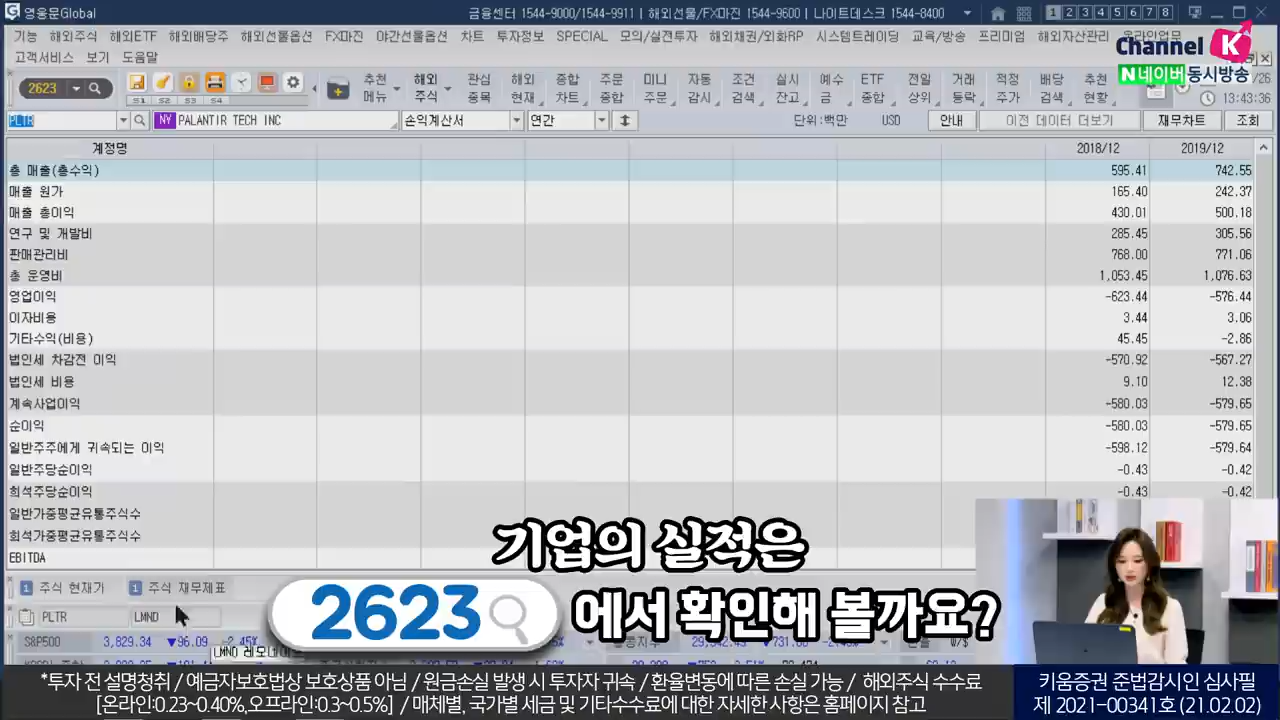 영웅문Global 금융센터 1544-9000/1544-9911 | 해외선물/FX마진 1544-9600 | 나이트데스크 1544-8400 1 2 3 4 5 6 7 8
기능 해외주식 해외ETF 해외배당주 해외선물옵션 FX마진 야간선물옵션 차트 투자정보 SPECIAL 모의/실전투자 해외채권/외화RP 시스템트레이딩 교육/방송 프리미엄 해외자산관리 온라인업무
Channel K
고객서비스 보기 도움말
N네이버동시방송
2623 S1 S2 S3 S4 추천 메뉴 해외 주식 관심 종목 해외 현재 종합 차트 주문 종합 미니 주문 자동 감시 조건 검색 실시 잔고 예수 금 ETF 종합 전일 상위 거래 등락 적정 주가 배당 검색 추천 현황
13:43:36
PLTR NY PALANTIR TECH INC 손익계산서 연간 단위:백만 USD 안내 이전 데이터 더보기 재무차트 조회
계정명 2018/12 2019/12
총 매출(총수익) 595.41 742.55
매출 원가 165.40 242.37
매출 총이익 430.01 500.18
연구 및 개발비 285.45 305.56
판매관리비 768.00 771.06
총 운영비 1,053.45 1,076.63
영업이익 -623.44 -576.44
이자비용 3.44 3.06
기타수익(비용) 45.45 -2.86
법인세 차감전 이익 -570.92 -567.27
법인세 비용 9.10 12.38
계속사업이익 -580.03 -579.65
순이익 -580.03 -579.65
일반주주에게 귀속되는 이익 -598.12 -579.64
일반주당순이익 -0.43 -0.42
희석주당순이익 -0.43 -0.42
일반가중평균유통주식수
희석가중평균유통주식수
EBITDA
기업의 실적은
2623 에서 확인해 볼까요?
1 주식 현재가 1 주식 재무제표
PLTR LMND
S&P500 3,829.34 ▼96.09 -2.45%
LMND 레모네이드
*투자 전 설명청취 / 예금자보호법상 보호상품 아님 / 원금손실 발생 시 투자자 귀속 / 환율변동에 따른 손실 가능 / 해외주식 수수료
[온라인:0.23~0.40%,오프라인:0.3~0.5%] / 매체별, 국가별 세금 및 기타수수료에 대한 자세한 사항은 홈페이지 참고
키움증권 준법감시인 심사필
제 2021-00341호 (21.02.02)